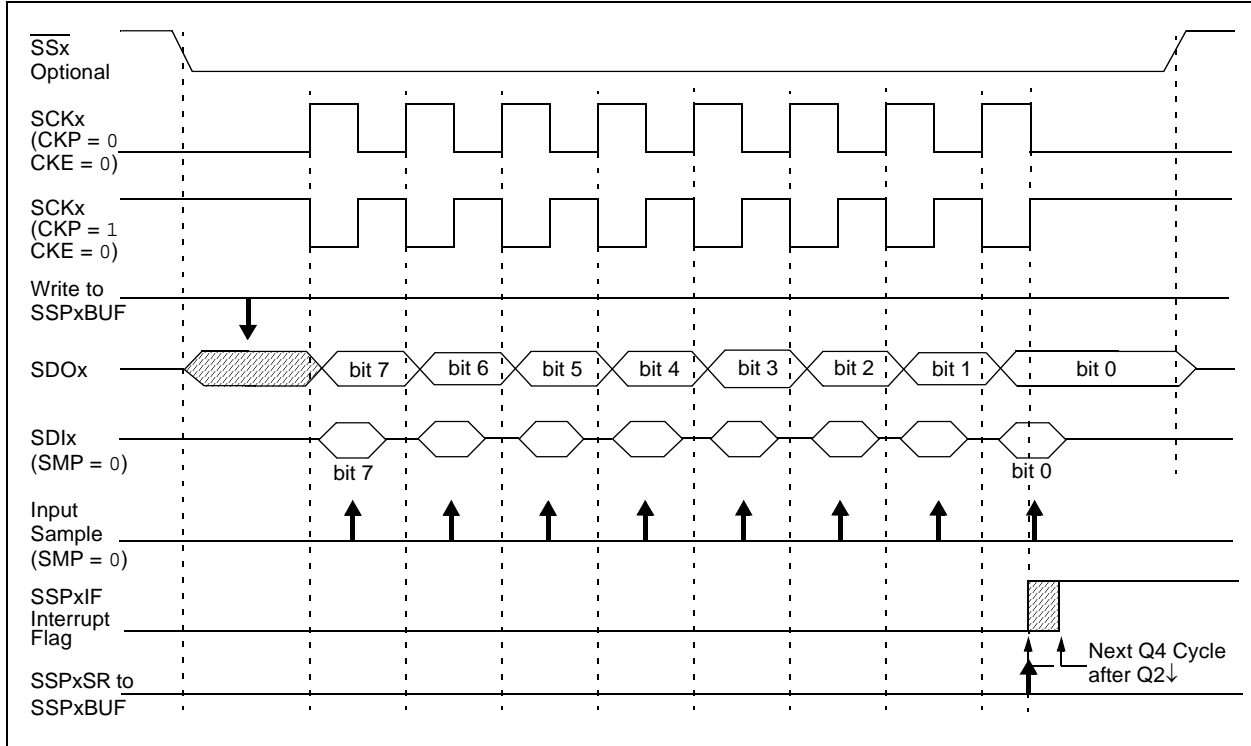 SSx
Optional
SCKx
(CKP = 0
CKE = 0)
SCKx
(CKP = 1
CKE = 0)
Write to
SSPxBUF
SDOx
bit 7
bit 6
bit 5
bit 4
bit 3
bit 2
bit 1
bit 0
SDIx
(SMP = 0)
bit 7
bit 0
Input
Sample
(SMP = 0)
SSPxIF
Interrupt
Flag
Next Q4 Cycle
after Q2↓
SSPxSR to
SSPxBUF